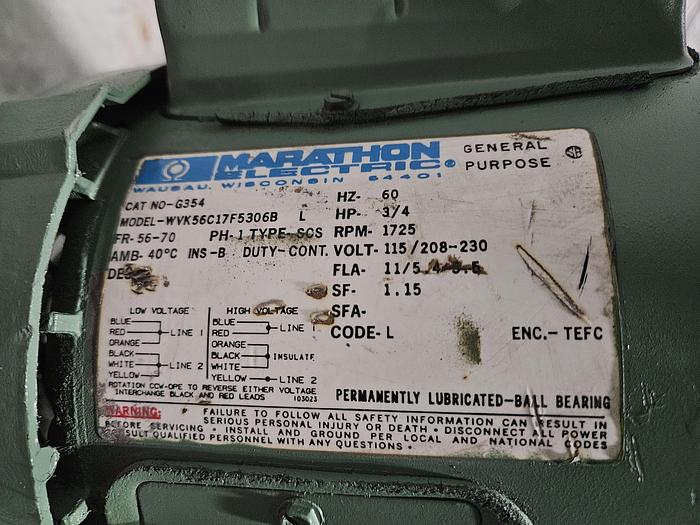 MARATHON ELECTRIC® GENERAL PURPOSE
WAUSAU, WISCONSIN 54401
CAT NO-G354 HZ- 60
MODEL-WVK56C17F5306B L HP- 3/4
FR-56-70 PH-1 TYPE-SCS RPM- 1725
AMB-40°C INS-B DUTY-CONT. VOLT-115/208-230
FLA- 11/5.4-5.5
SF- 1.15
SFA-
CODE-L ENC.-TEFC
LOW VOLTAGE
BLUE
RED LINE 1
ORANGE
BLACK
WHITE LINE 2
YELLOW
HIGH VOLTAGE
BLUE
RED LINE 1
ORANGE
BLACK INSULATE
WHITE
YELLOW LINE 2
ROTATION CCW-OPE TO REVERSE EITHER VOLTAGE
INTERCHANGE BLACK AND RED LEADS 103023
PERMANENTLY LUBRICATED-BALL BEARING
WARNING: FAILURE TO FOLLOW ALL SAFETY INFORMATION CAN RESULT IN
SERIOUS PERSONAL INJURY OR DEATH • DISCONNECT ALL POWER
BEFORE SERVICING • INSTALL AND GROUND PER LOCAL AND NATIONAL CODES
SULT QUALIFIED PERSONNEL WITH ANY QUESTIONS •